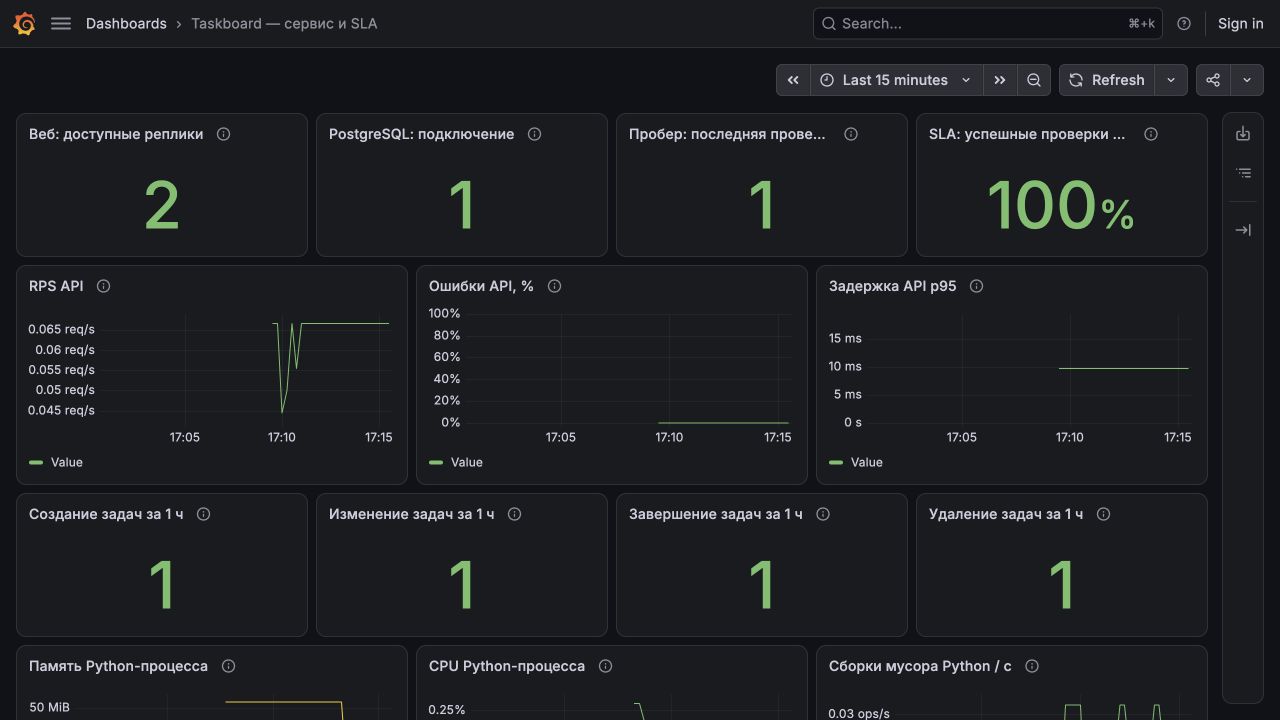 Dashboards › Taskboard — сервис и SLA
Search... ⌘+k
Sign in
Last 15 minutes
Refresh
Веб: доступные реплики
PostgreSQL: подключение
Пробер: последняя прове...
SLA: успешные проверки ...
2
1
1
100%
RPS API
0.065 req/s
0.06 req/s
0.055 req/s
0.05 req/s
0.045 req/s
17:05 17:10 17:15
Value
Ошибки API, %
100%
80%
60%
40%
20%
0%
17:05 17:10 17:15
Value
Задержка API p95
15 ms
10 ms
5 ms
0 s
17:05 17:10 17:15
Value
Создание задач за 1 ч
Изменение задач за 1 ч
Завершение задач за 1 ч
Удаление задач за 1 ч
1
1
1
1
Память Python-процесса
50 MiB
CPU Python-процесса
0.25%
Сборки мусора Python / с
0.03 ops/s